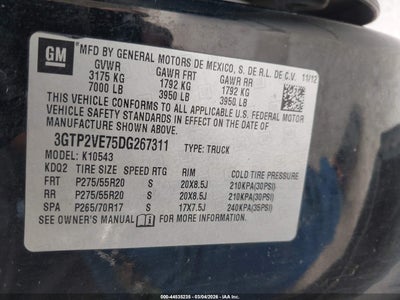 GM
MFD BY GENERAL MOTORS DE MEXICO, S. DE R.L. DE C.V. 11/12
GVWR GAWR FRT GAWR RR
3175 KG 1792 KG 1792 KG
7000 LB 3950 LB 3950 LB
THIS VEHICLE CONFORMS TO ALL APPLICABLE U.S. FEDERAL MOTOR
VEHICLE SAFETY AND THEFT PREVENTION STANDARDS IN EFFECT ON
THE DATE OF MANUFACTURE SHOWN ABOVE.
3GTP2VE75DG267311 TYPE: TRUCK
MODEL: K10543
KDQ2 TIRE SIZE SPEED RTG RIM COLD TIRE PRESSURE
FRT P275/55R20 S 20X8.5J 210KPA(30PSI)
RR P275/55R20 S 20X8.5J 210KPA(30PSI)
SPA P265/70R17 S 17X7.5J 240KPA(35PSI)
SEE OWNER'S MANUAL FOR ADDITIONAL INFORMATION.
03/04/2026 - IAA Inc.